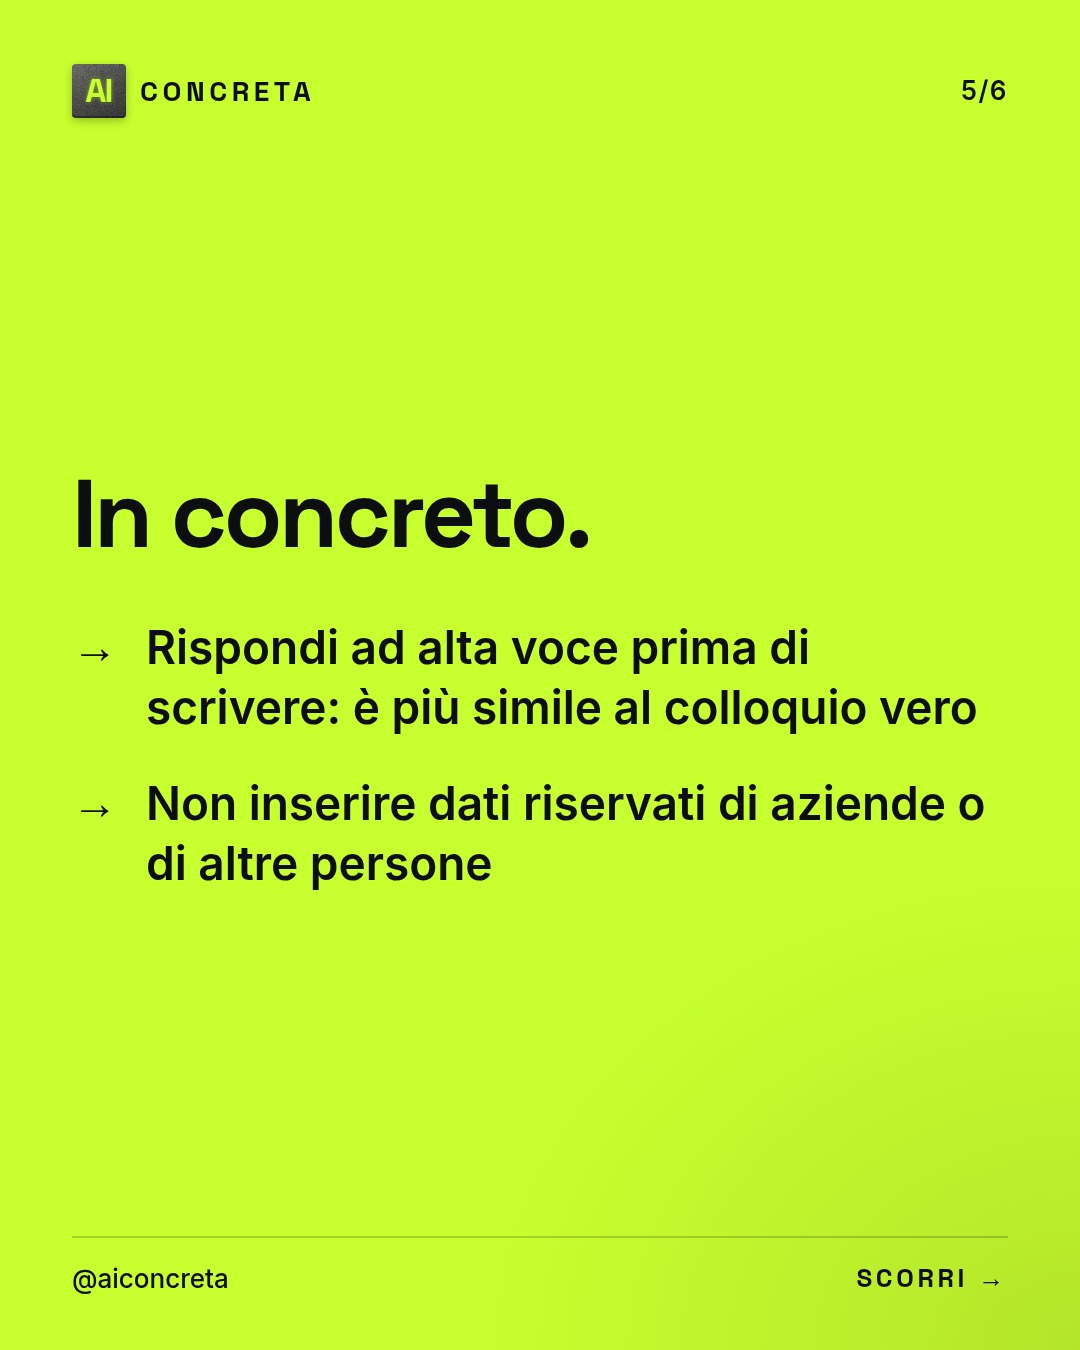 AI CONCRETA
5/6
In concreto.
→ Rispondi ad alta voce prima di
scrivere: è più simile al colloquio vero
→ Non inserire dati riservati di aziende o
di altre persone
@aiconcreta
SCORRI →